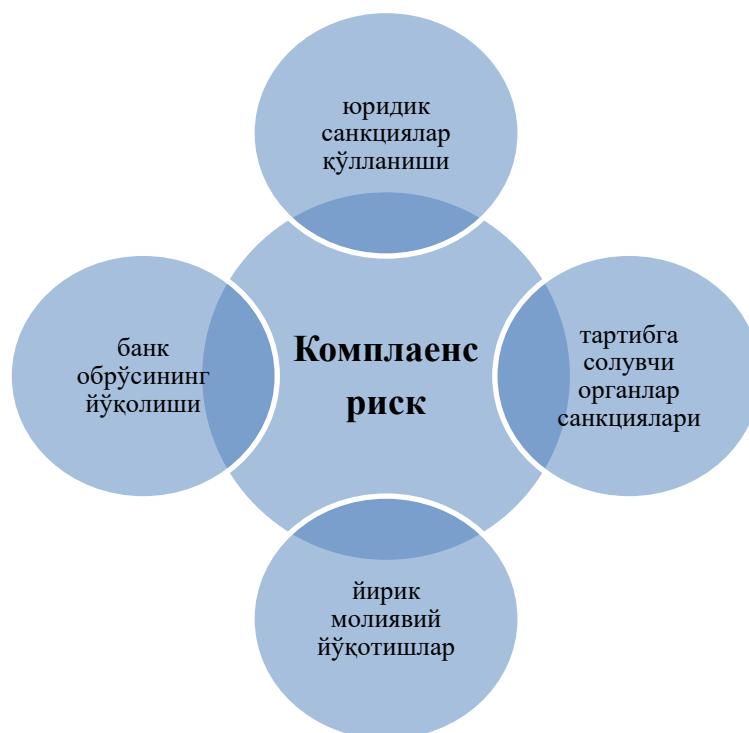 юридик
санкциялар
қўлланиши
банк
обрўсининг
йўқолиши
Комплаенс
риск
тартибга
солувчи
органлар
санкциялари
йирик
молиявий
йўқотишлар